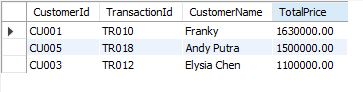 CustomerId TransactionId CustomerName TotalPrice
CU001 TR010 Franky 1630000.00
CU005 TR018 Andy Putra 1500000.00
CU003 TR012 Elysia Chen 1100000.00